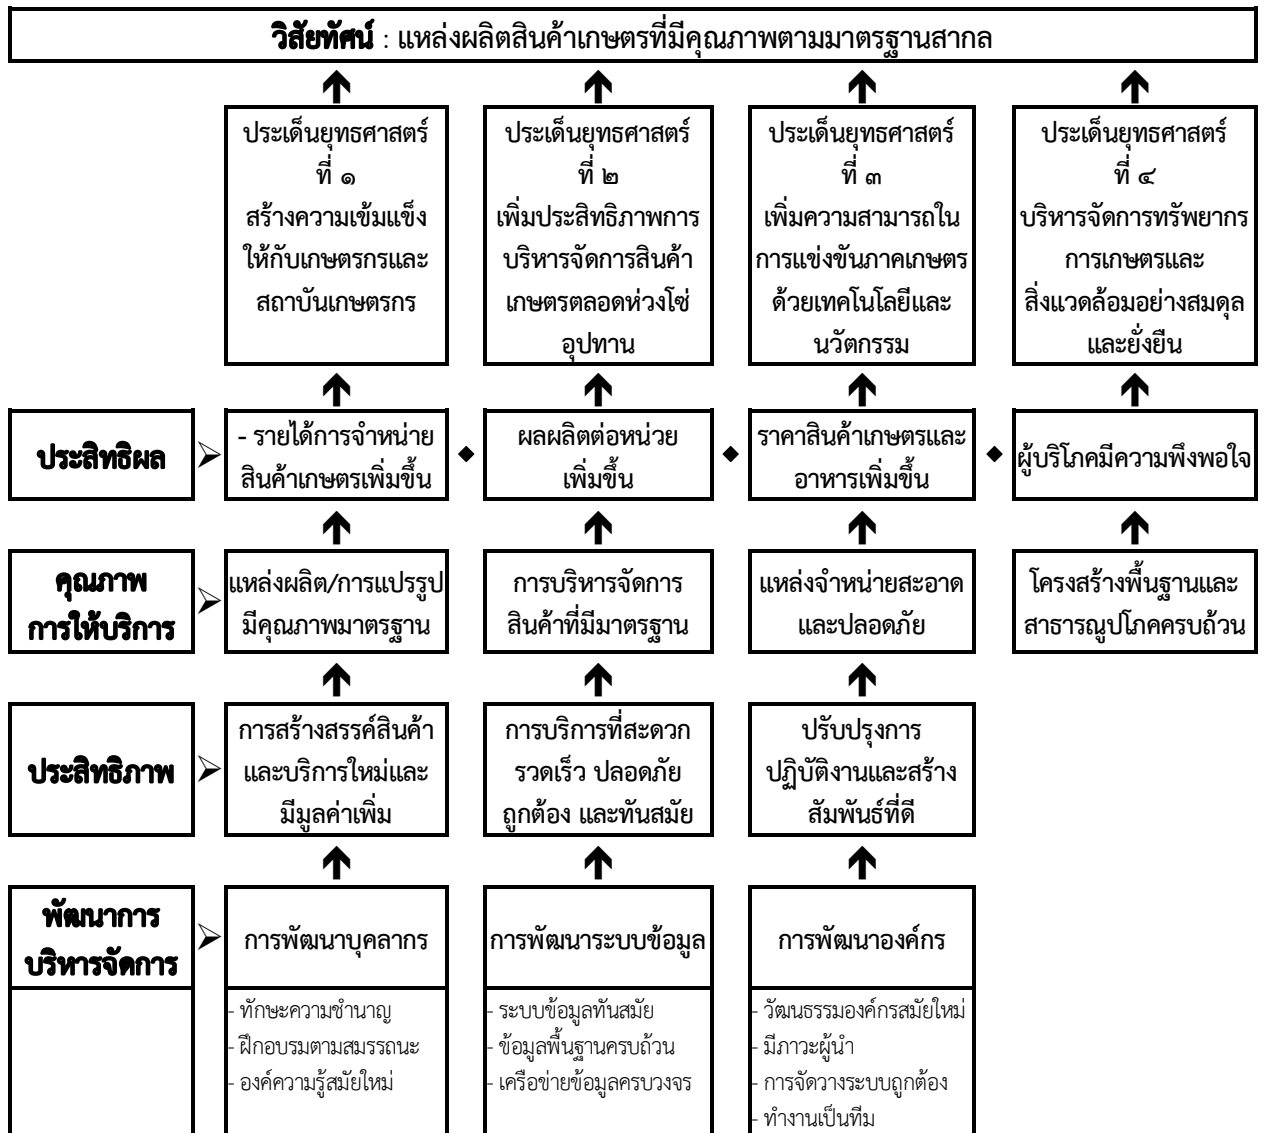 วิสัยทัศน์ : แหล่งผลิตสินค้าเกษตรที่มีคุณภาพตามมาตรฐานสากล
ประเด็นยุทธศาสตร์
ที่ ๑
สร้างความเข้มแข็ง
ให้กับเกษตรกรและ
สถาบันเกษตรกร
ประเด็นยุทธศาสตร์
ที่ ๒
เพิ่มประสิทธิภาพการ
บริหารจัดการสินค้า
เกษตรตลอดห่วงโซ่
อุปทาน
ประเด็นยุทธศาสตร์
ที่ ๓
เพิ่มความสามารถใน
การแข่งขันภาคเกษตร
ด้วยเทคโนโลยีและ
นวัตกรรม
ประเด็นยุทธศาสตร์
ที่ ๔
บริหารจัดการทรัพยากร
การเกษตรและ
สิ่งแวดล้อมอย่างสมดุล
และยั่งยืน
ประสิทธิผล
- รายได้การจำหน่าย
สินค้าเกษตรเพิ่มขึ้น
ผลผลิตต่อหน่วย
เพิ่มขึ้น
ราคาสินค้าเกษตรและ
อาหารเพิ่มขึ้น
ผู้บริโภคมีความพึงพอใจ
คุณภาพ
การให้บริการ
แหล่งผลิต/การแปรรูป
มีคุณภาพมาตรฐาน
การบริหารจัดการ
สินค้าที่มีมาตรฐาน
แหล่งจำหน่ายสะอาด
และปลอดภัย
โครงสร้างพื้นฐานและ
สาธารณูปโภคครบถ้วน
ประสิทธิภาพ
การสร้างสรรค์สินค้า
และบริการใหม่และ
มีมูลค่าเพิ่ม
การบริการที่สะดวก
รวดเร็ว ปลอดภัย
ถูกต้อง และทันสมัย
ปรับปรุงการ
ปฏิบัติงานและสร้าง
สัมพันธ์ที่ดี
พัฒนาการ
บริหารจัดการ
การพัฒนาบุคลากร
- ทักษะความชำนาญ
- ฝึกอบรมตามสมรรถนะ
- องค์ความรู้สมัยใหม่
การพัฒนาระบบข้อมูล
- ระบบข้อมูลทันสมัย
- ข้อมูลพื้นฐานครบถ้วน
- เครือข่ายข้อมูลครบวงจร
การพัฒนาองค์กร
- วัฒนธรรมองค์กรสมัยใหม่
- มีภาวะผู้นำ
- การจัดวางระบบถูกต้อง
- ทำงานเป็นทีม